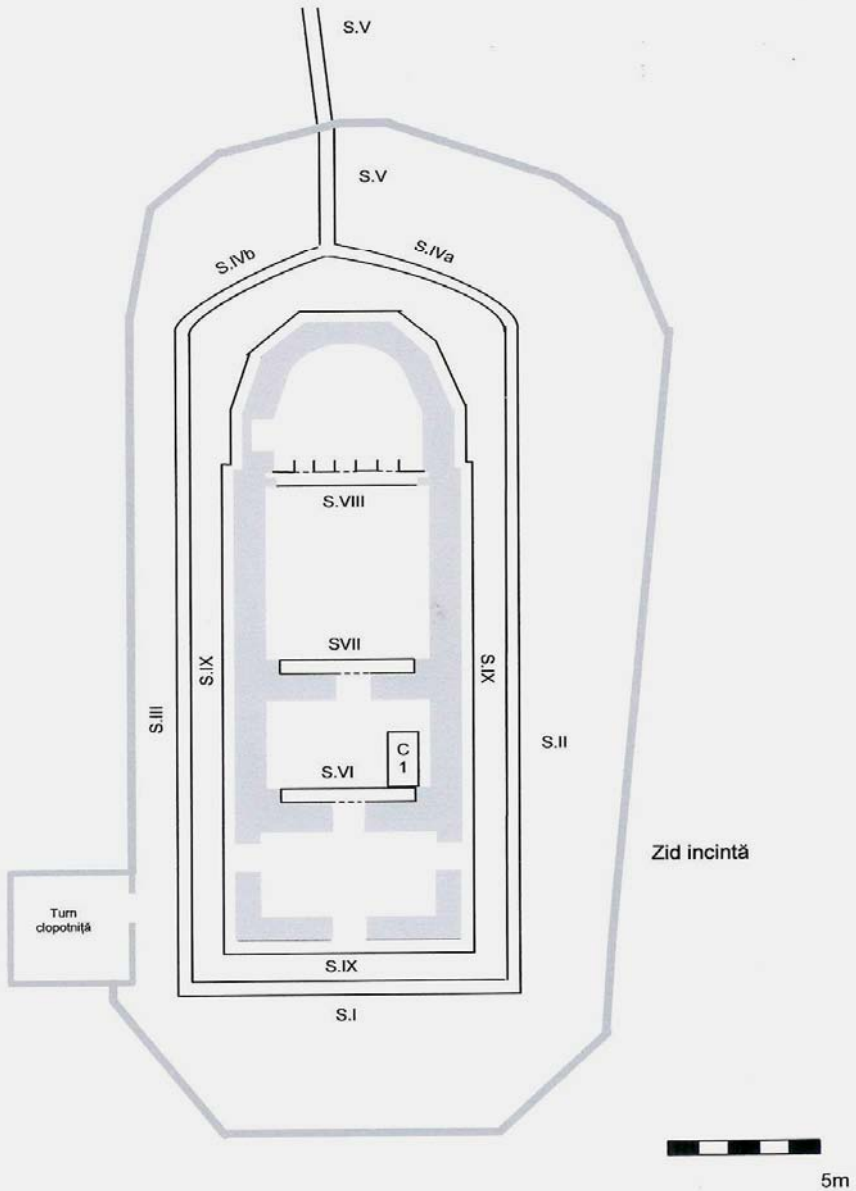 S.V
S.V
S.IVb
S.IVa
S.VIII
SVII
S.IX
S.IX
S.III
S.II
C
1
S.VI
Zid incintă
Turn
clopotniță
S.IX
S.I
5m